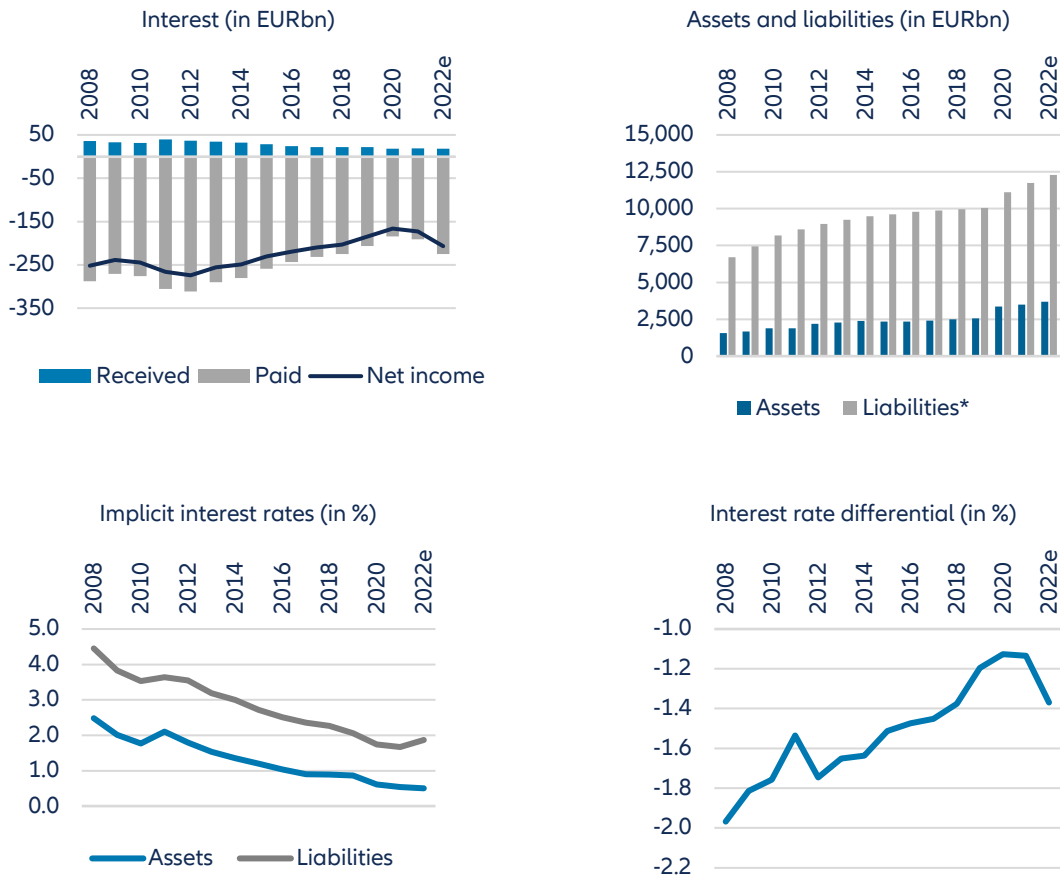 Interest (in EURbn)
2008 2010 2012 2014 2016 2018 2020 2022e
50
-50
-150
-250
-350
Received Paid Net income
Assets and liabilities (in EURbn)
2008 2010 2012 2014 2016 2018 2020 2022e
15,000
12,500
10,000
7,500
5,000
2,500
0
Assets Liabilities*
Implicit interest rates (in %)
2008 2010 2012 2014 2016 2018 2020 2022e
5.0
4.0
3.0
2.0
1.0
0.0
Assets Liabilities
Interest rate differential (in %)
2008 2010 2012 2014 2016 2018 2020 2022e
-1.0
-1.2
-1.4
-1.6
-1.8
-2.0
-2.2